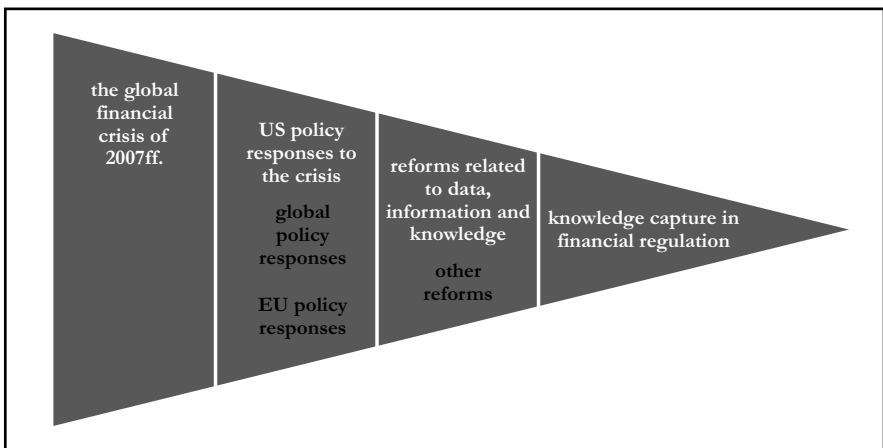 the global
financial
crisis of
2007ff.
US policy
responses to
the crisis
global
policy
responses
EU policy
responses
reforms related
to data,
information and
knowledge
other
reforms
knowledge capture in
financial regulation